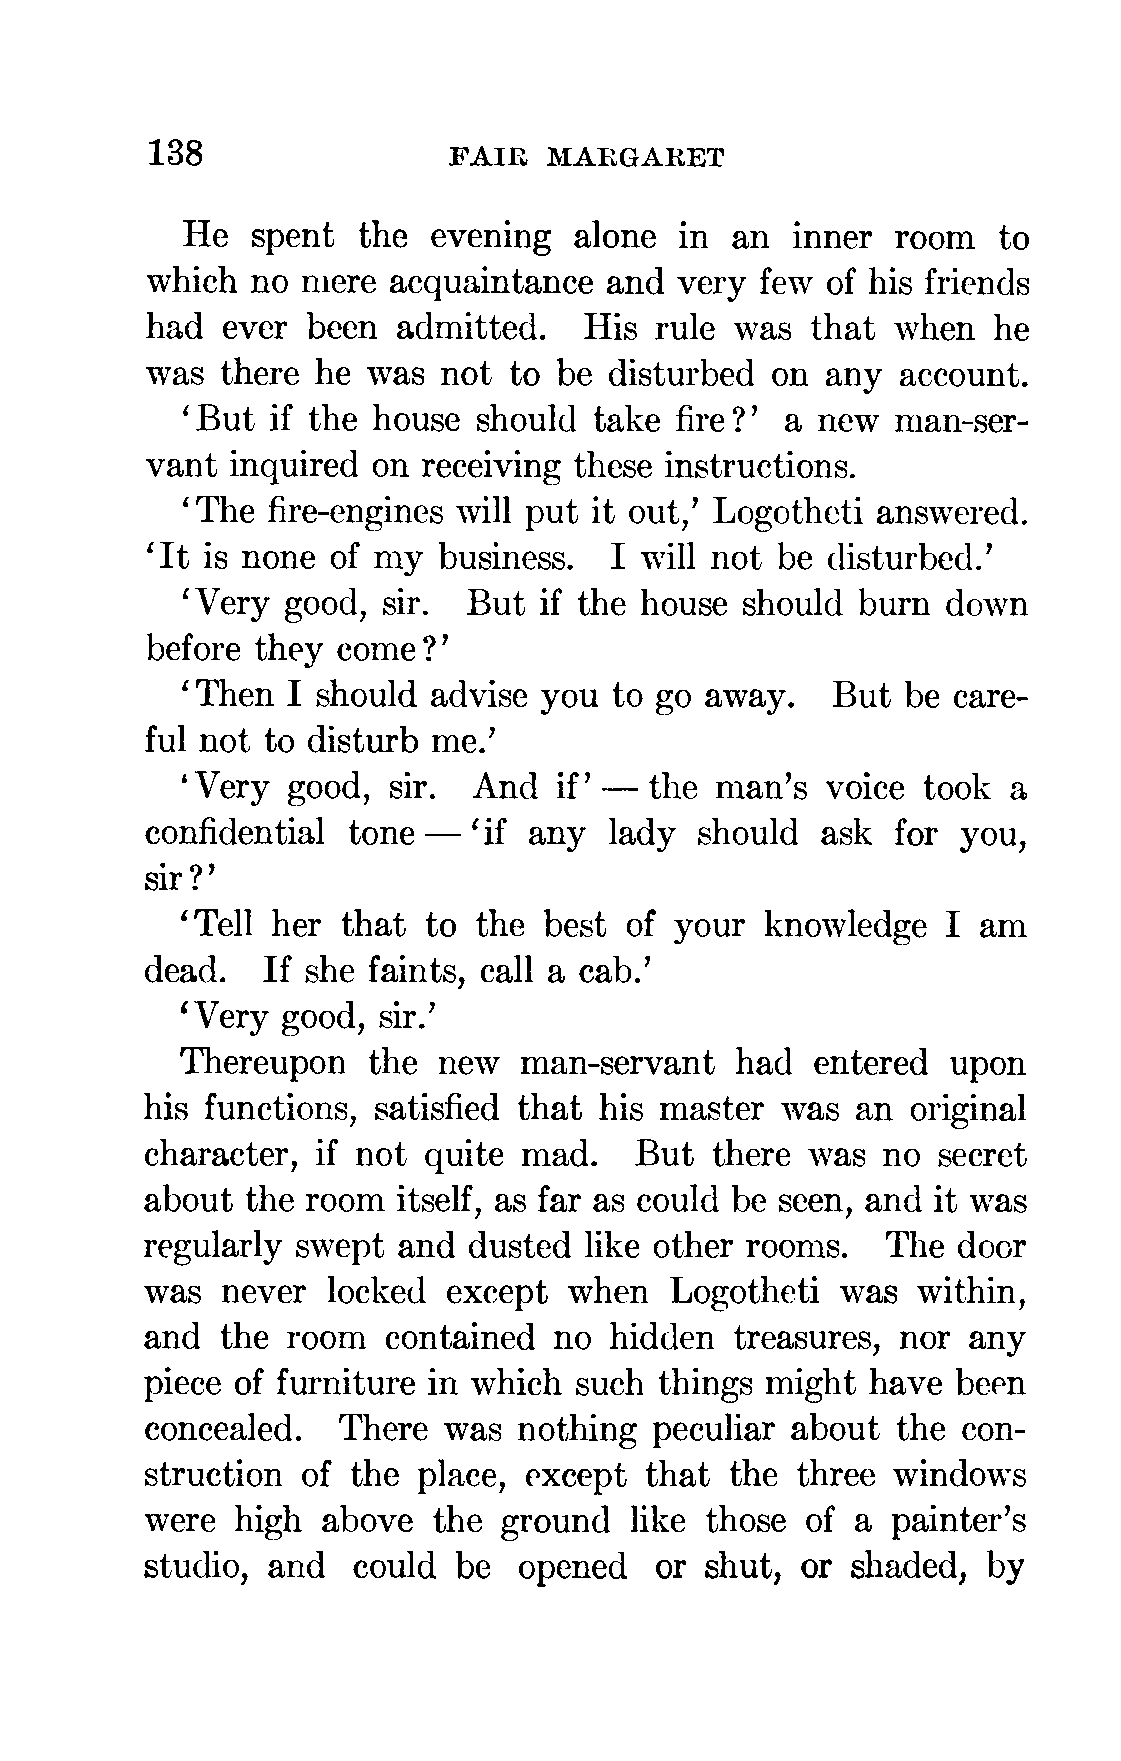 138 FAIR MARGARET
He spent the evening alone in an inner room to
which no mere acquaintance and very few of his friends
had ever been admitted. His rule was that when he
was there he was not to be disturbed on any account.
'But if the house should take fire?' a new man-ser-
vant inquired on receiving these instructions.
'The fire-engines will put it out,' Logotheti answered.
'It is none of my business. I will not be disturbed.'
'Very good, sir. But if the house should burn down
before they come?'
'Then I should advise you to go away. But be care-
ful not to disturb me.'
'Very good, sir. And if' — the man's voice took a
confidential tone — 'if any lady should ask for you,
sir?'
'Tell her that to the best of your knowledge I am
dead. If she faints, call a cab.'
'Very good, sir.'
Thereupon the new man-servant had entered upon
his functions, satisfied that his master was an original
character, if not quite mad. But there was no secret
about the room itself, as far as could be seen, and it was
regularly swept and dusted like other rooms. The door
was never locked except when Logotheti was within,
and the room contained no hidden treasures, nor any
piece of furniture in which such things might have been
concealed. There was nothing peculiar about the con-
struction of the place, except that the three windows
were high above the ground like those of a painter's
studio, and could be opened or shut, or shaded, by